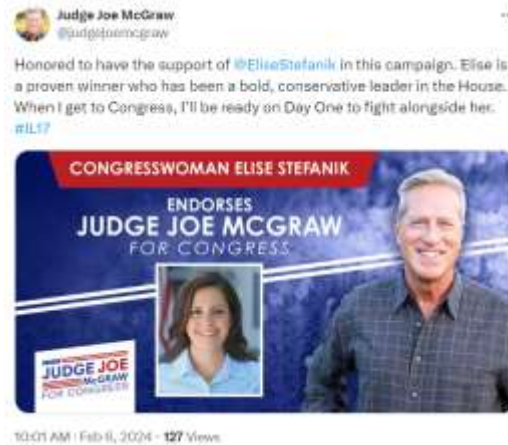 Judge Joe McGraw
@judgejoemcgraw
Honored to have the support of @EliseStefanik in this campaign. Elise is
a proven winner who has been a bold, conservative leader in the House.
When I get to Congress, I'll be ready on Day One to fight alongside her.
#IL17
CONGRESSWOMAN ELISE STEFANIK
ENDORSES
JUDGE JOE MCGRAW
FOR CONGRESS
JUDGE JOE
McGRAW
FOR CONGRESS
10:01 AM · Feb 6, 2024 · 127 Views